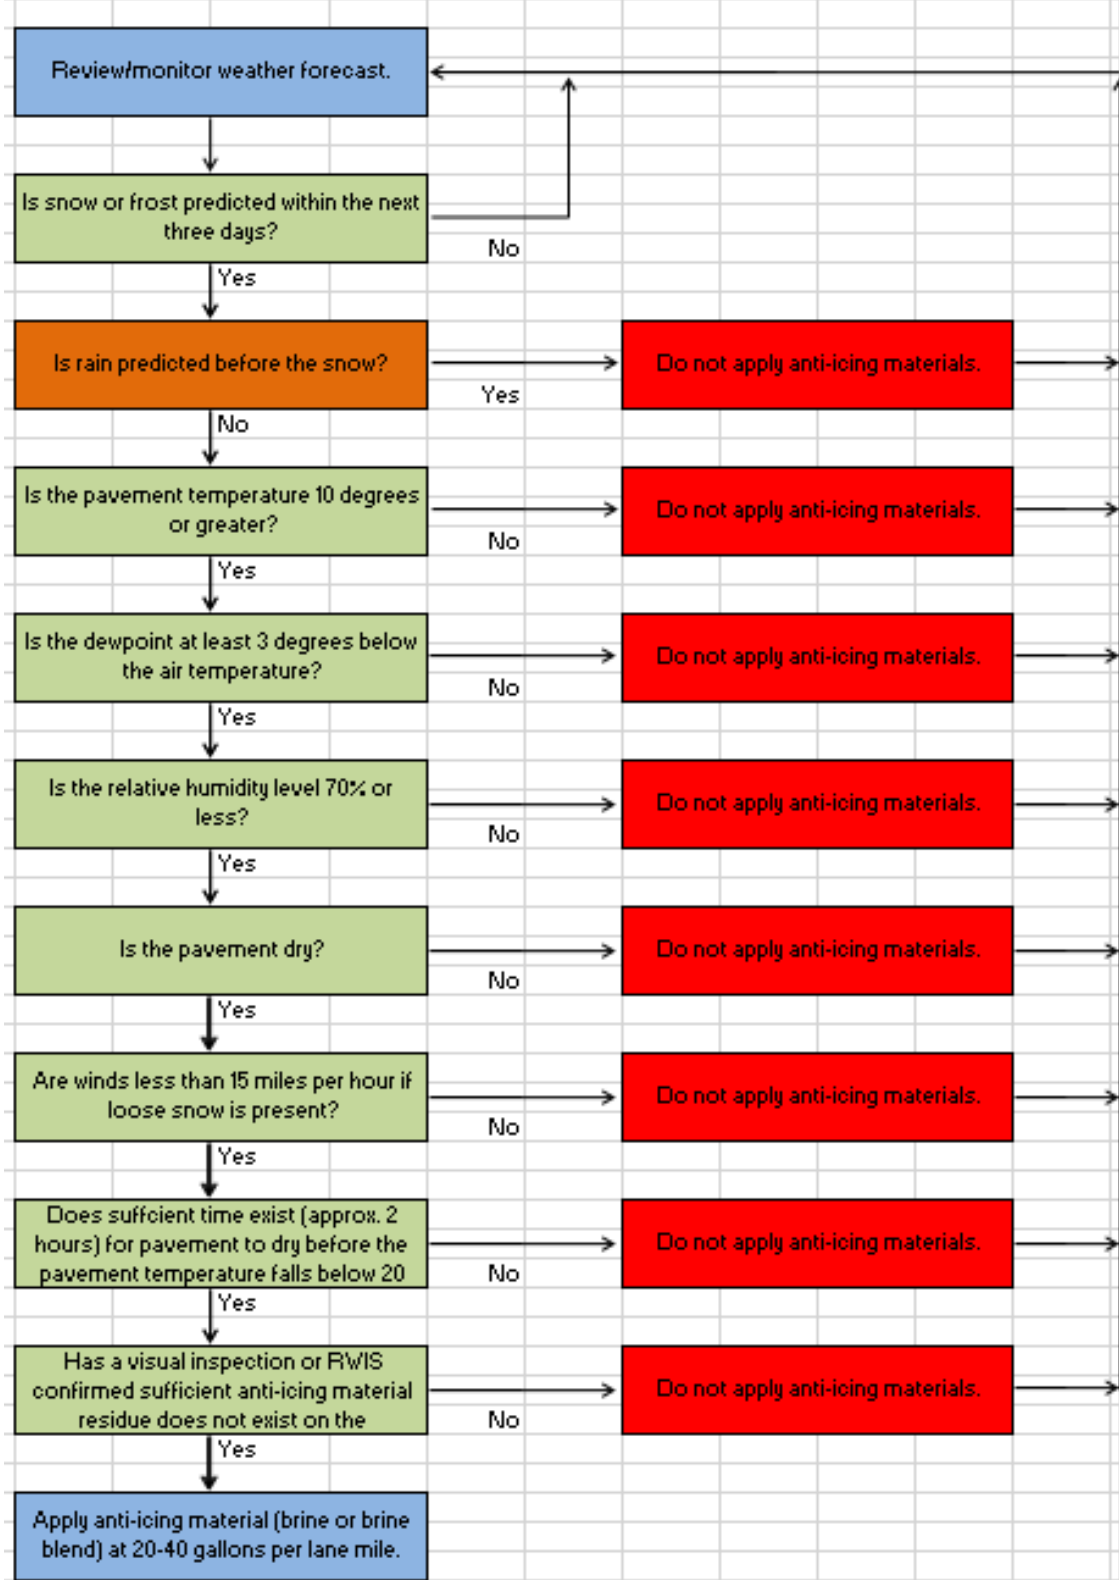 Review/monitor weather forecast.
Is snow or frost predicted within the next
three days?
No
Yes
Is rain predicted before the snow?
Yes
Do not apply anti-icing materials.
No
Is the pavement temperature 10 degrees
or greater?
No
Do not apply anti-icing materials.
Yes
Is the dewpoint at least 3 degrees below
the air temperature?
No
Do not apply anti-icing materials.
Yes
Is the relative humidity level 70% or
less?
No
Do not apply anti-icing materials.
Yes
Is the pavement dry?
No
Do not apply anti-icing materials.
Yes
Are winds less than 15 miles per hour if
loose snow is present?
No
Do not apply anti-icing materials.
Yes
Does suffcient time exist (approx. 2
hours) for pavement to dry before the
pavement temperature falls below 20
No
Do not apply anti-icing materials.
Yes
Has a visual inspection or RWIS
confirmed sufficient anti-icing material
residue does not exist on the
No
Do not apply anti-icing materials.
Yes
Apply anti-icing material (brine or brine
blend) at 20-40 gallons per lane mile.